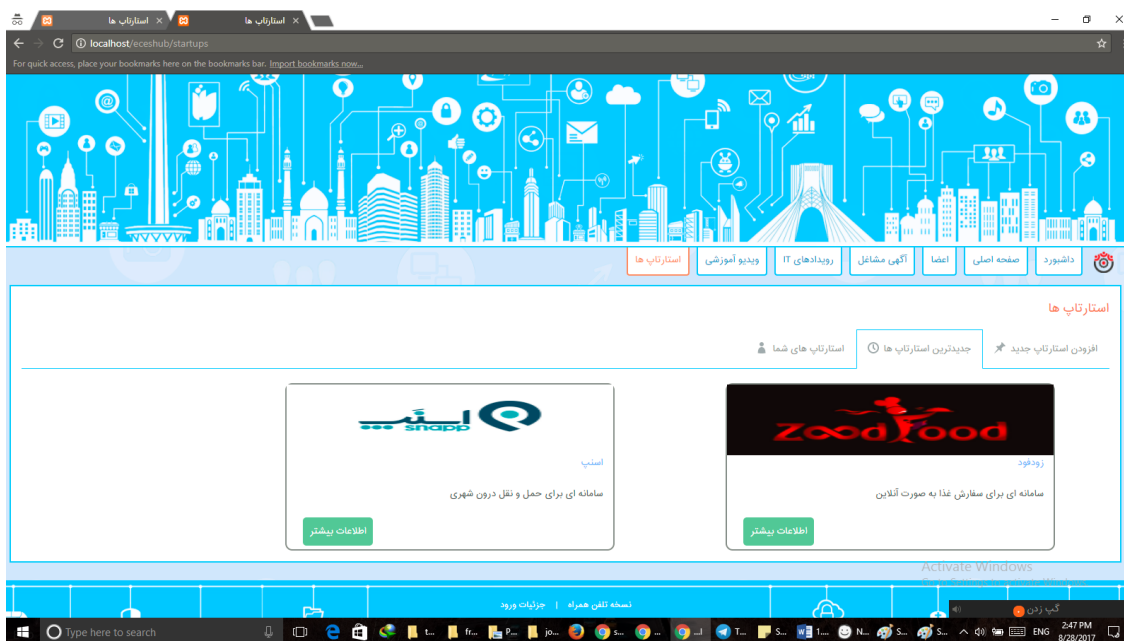 استارتاپ ها
استارتاپ ها
localhost/eceshub/startups
For quick access, place your bookmarks here on the bookmarks bar. Import bookmarks now...
داشبورد
صفحه اصلی
اعضا
آگهی مشاغل
رویدادهای IT
ویدیو آموزشی
استارتاپ ها
استارتاپ ها
افزودن استارتاپ جدید
جدیدترین استارتاپ ها
استارتاپ های شما
ZoodFood
زودفود
سامانه ای برای سفارش غذا به صورت آنلاین
اطلاعات بیشتر
اسنپ
snapp
اسنپ
سامانه ای برای حمل و نقل درون شهری
اطلاعات بیشتر
Activate Windows
نسخه تلفن همراه | جزئیات ورود
گپ زدن
Type here to search
t...
fr...
P...
jo...
S...
T...
S...
1...
N...
S...
S...
ENG
2:47 PM
8/28/2017